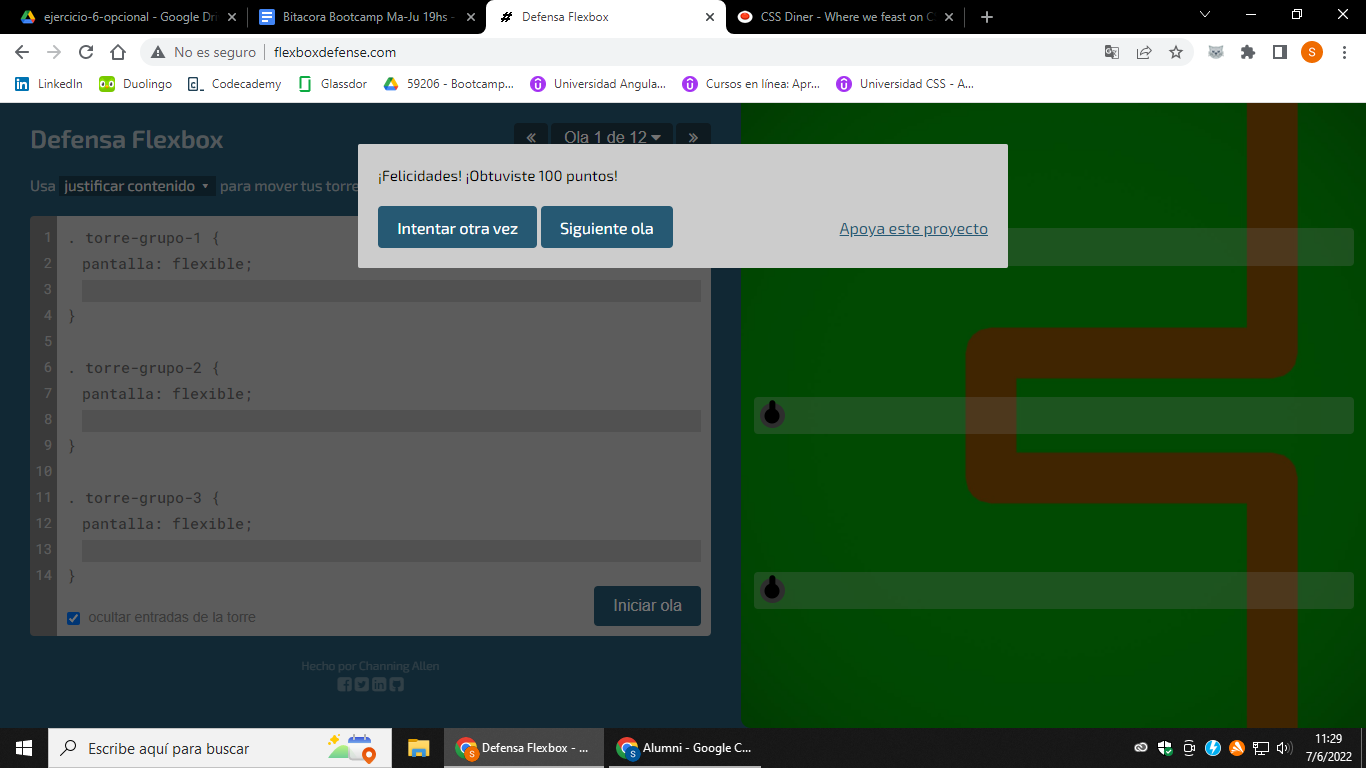 ejercicio-6-opcional - Google Dri
Bitacora Bootcamp Ma-Ju 19hs -
Defensa Flexbox
CSS Diner - Where we feast on C
No es seguro
flexboxdefense.com
S
LinkedIn
Duolingo
Codecademy
Glassdor
59206 - Bootcamp...
Universidad Angula...
Cursos en línea: Apr...
Universidad CSS - A...
Defensa Flexbox
« Ola 1 de 12 »
Usa justificar contenido para mover tus torre
¡Felicidades! ¡Obtuviste 100 puntos!
Intentar otra vez
Siguiente ola
Apoya este proyecto
1 . torre-grupo-1 {
2 pantalla: flexible;
3
4 }
5
6 . torre-grupo-2 {
7 pantalla: flexible;
8
9 }
10
11 . torre-grupo-3 {
12 pantalla: flexible;
13
14 }
ocultar entradas de la torre
Iniciar ola
Hecho por Channing Allen
Escribe aquí para buscar
Defensa Flexbox - ...
Alumni - Google C...
11:29
7/6/2022